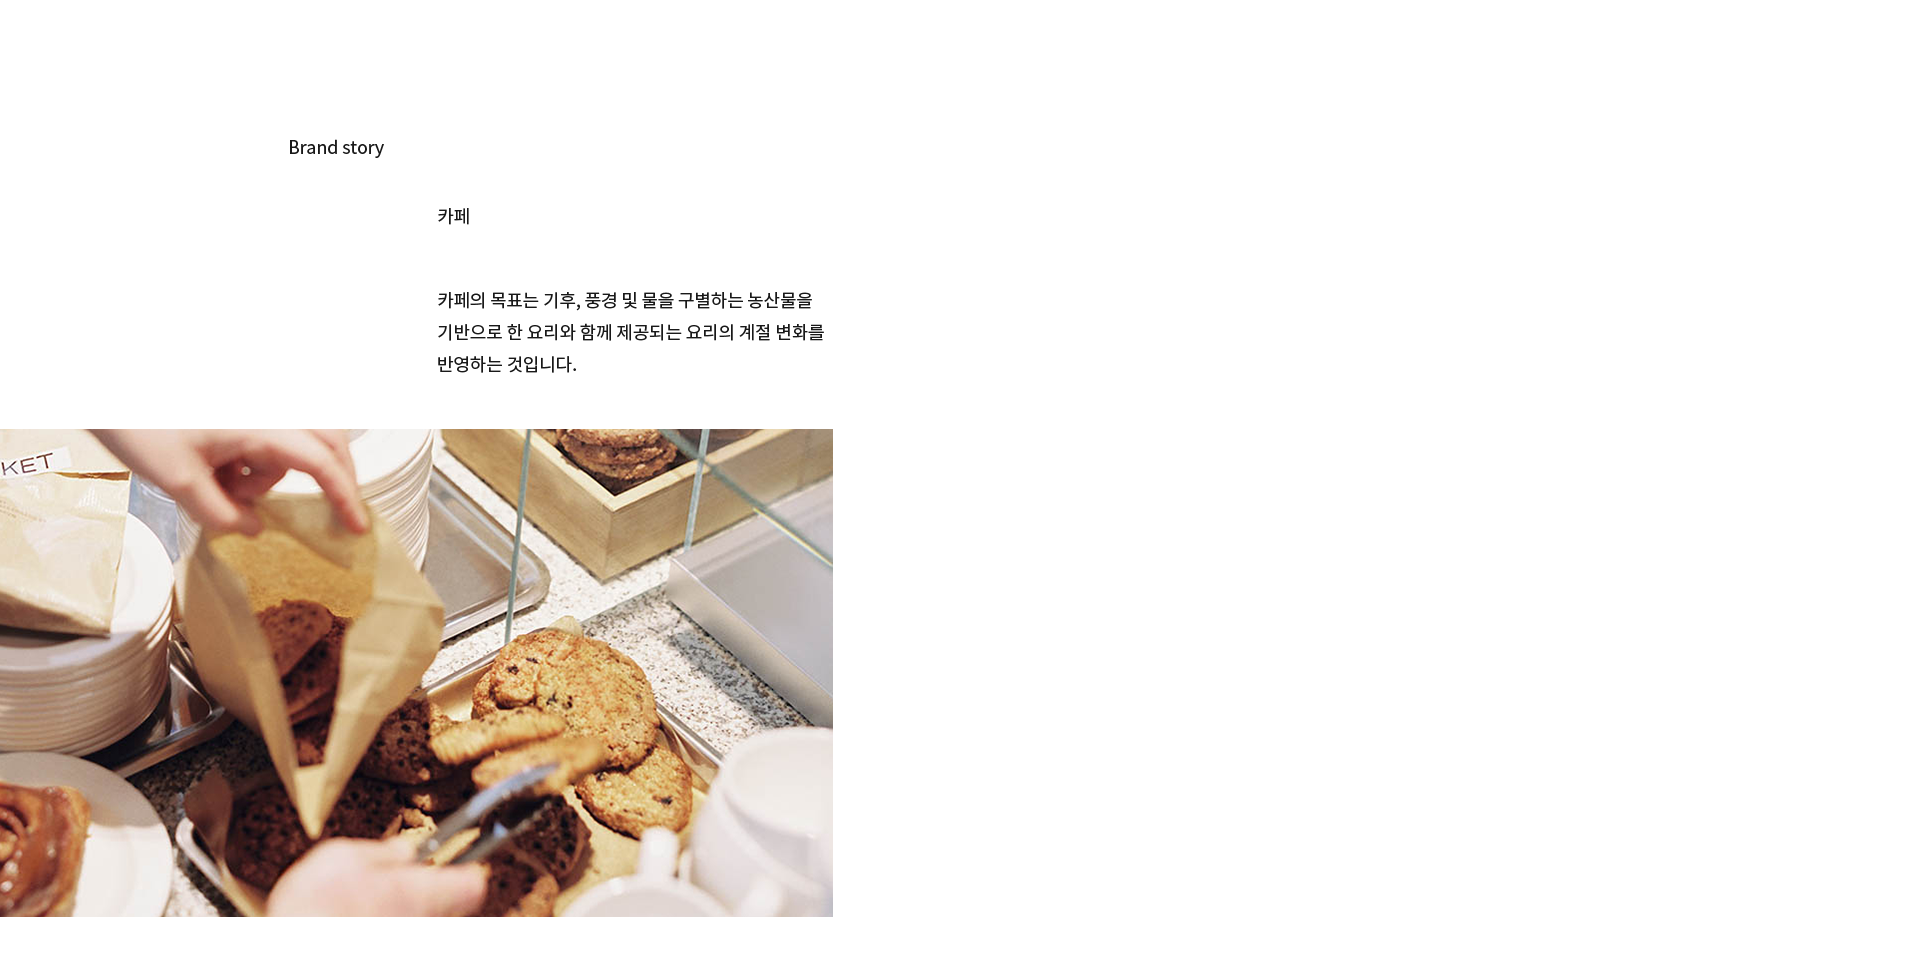 Brand story
카페
카페의 목표는 기후, 풍경 및 물을 구별하는 농산물을
기반으로 한 요리와 함께 제공되는 요리의 계절 변화를
반영하는 것입니다.
KET